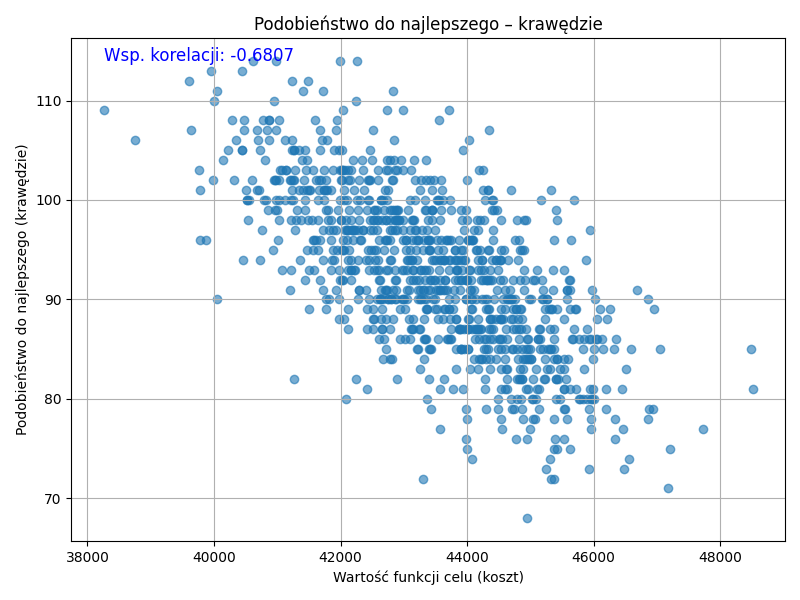 Podobieństwo do najlepszego – krawędzie
Wsp. korelacji: -0.6807
Podobieństwo do najlepszego (krawędzie)
110
100
90
80
70
38000 40000 42000 44000 46000 48000
Wartość funkcji celu (koszt)